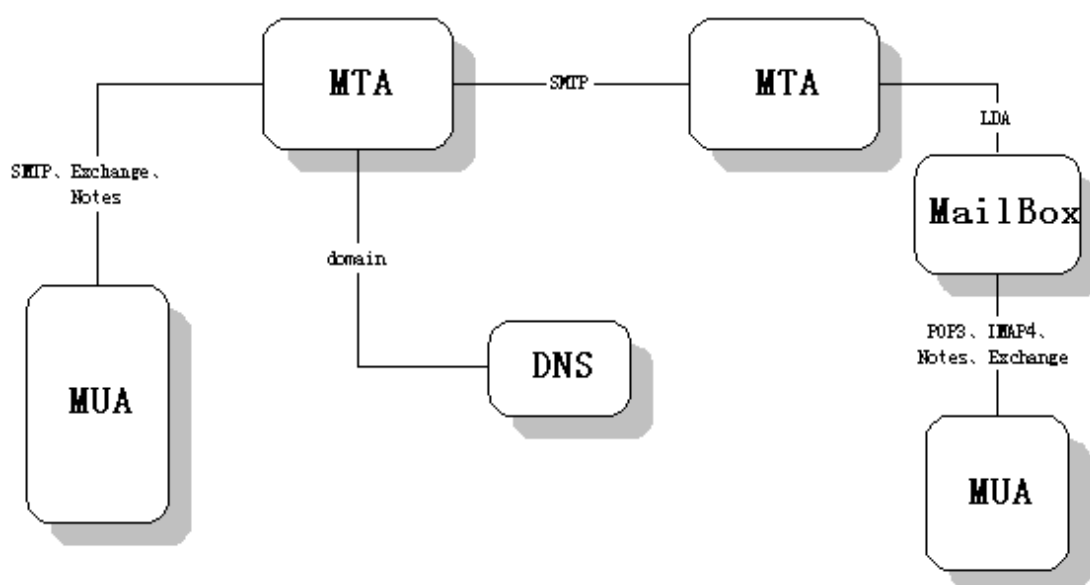 MTA
SMTP
MTA
LDA
SMTP、Exchange、
Notes
MailBox
domain
POP3、IMAP4、
Notes、Exchange
DNS
MUA
MUA